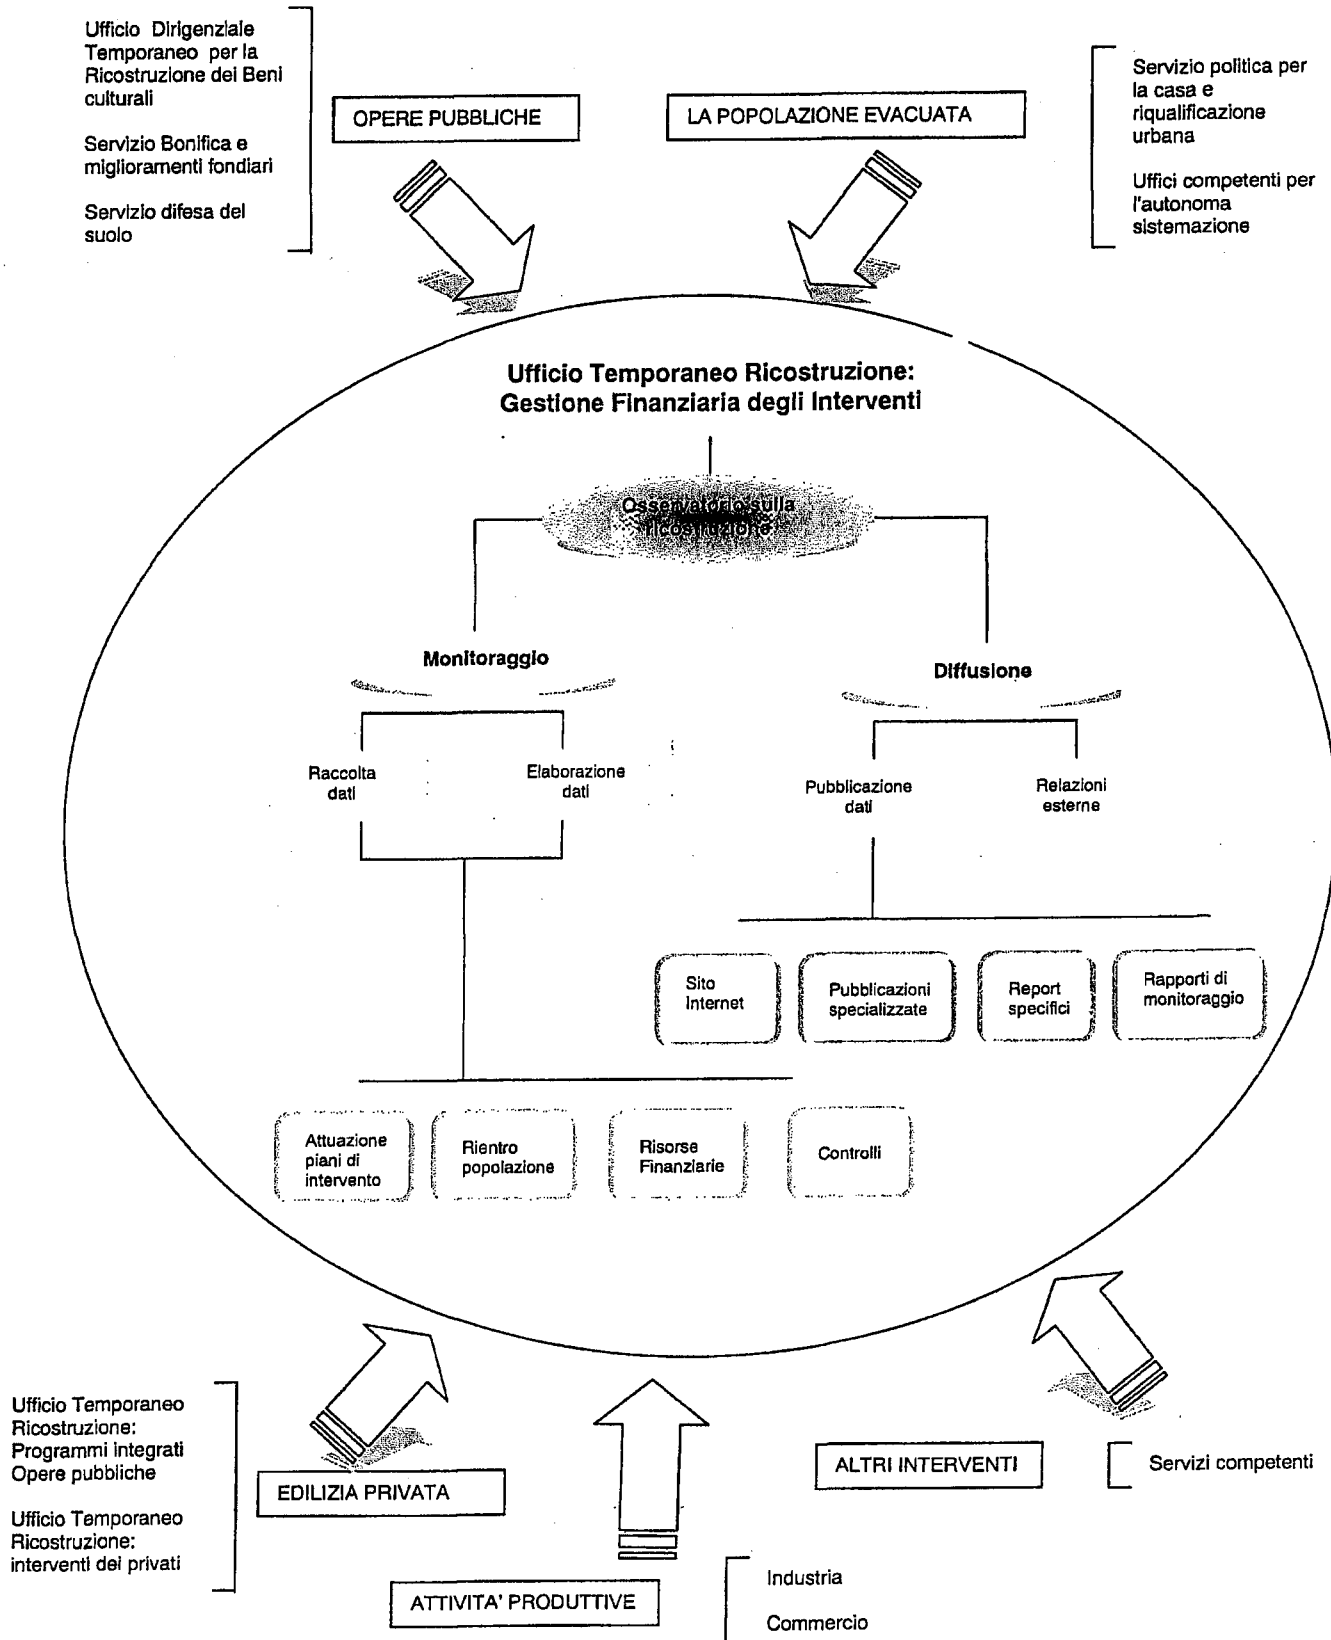 Ufficio Dirigenziale
Temporaneo per la
Ricostruzione dei Beni
culturali
Servizio Bonifica e
miglioramenti fondiari
Servizio difesa del
suolo
OPERE PUBBLICHE
LA POPOLAZIONE EVACUATA
Servizio politica per
la casa e
riqualificazione
urbana
Uffici competenti per
l'autonoma
sistemazione
Ufficio Temporaneo Ricostruzione:
Gestione Finanziaria degli Interventi
Osservatorio sulla
ricostruzione
Monitoraggio
Diffusione
Raccolta
dati
Elaborazione
dati
Pubblicazione
dati
Relazioni
esterne
Sito
Internet
Pubblicazioni
specializzate
Report
specifici
Rapporti di
monitoraggio
Attuazione
piani di
intervento
Rientro
popolazione
Risorse
Finanziarie
Controlli
Ufficio Temporaneo
Ricostruzione:
Programmi integrati
Opere pubbliche
Ufficio Temporaneo
Ricostruzione:
interventi dei privati
EDILIZIA PRIVATA
ATTIVITA' PRODUTTIVE
Industria
Commercio
ALTRI INTERVENTI
Servizi competenti